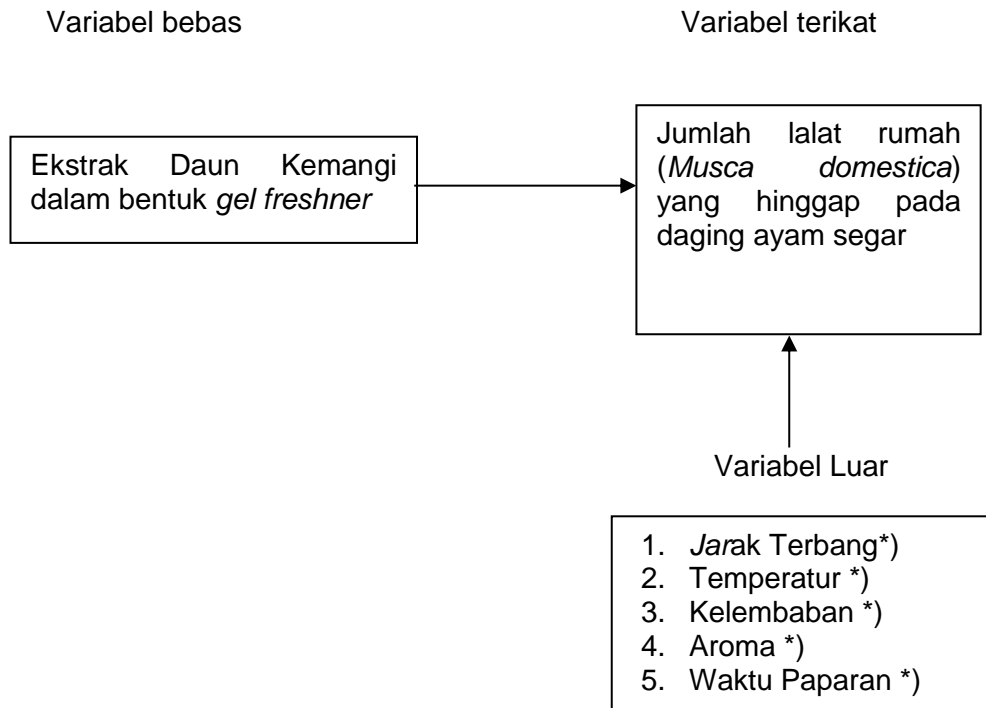 Variabel bebas
Variabel terikat
Ekstrak Daun Kemangi
dalam bentuk gel freshner
Jumlah lalat rumah
(Musca domestica)
yang hinggap pada
daging ayam segar
Variabel Luar
1. Jarak Terbang*)
2. Temperatur *)
3. Kelembaban *)
4. Aroma *)
5. Waktu Paparan *)